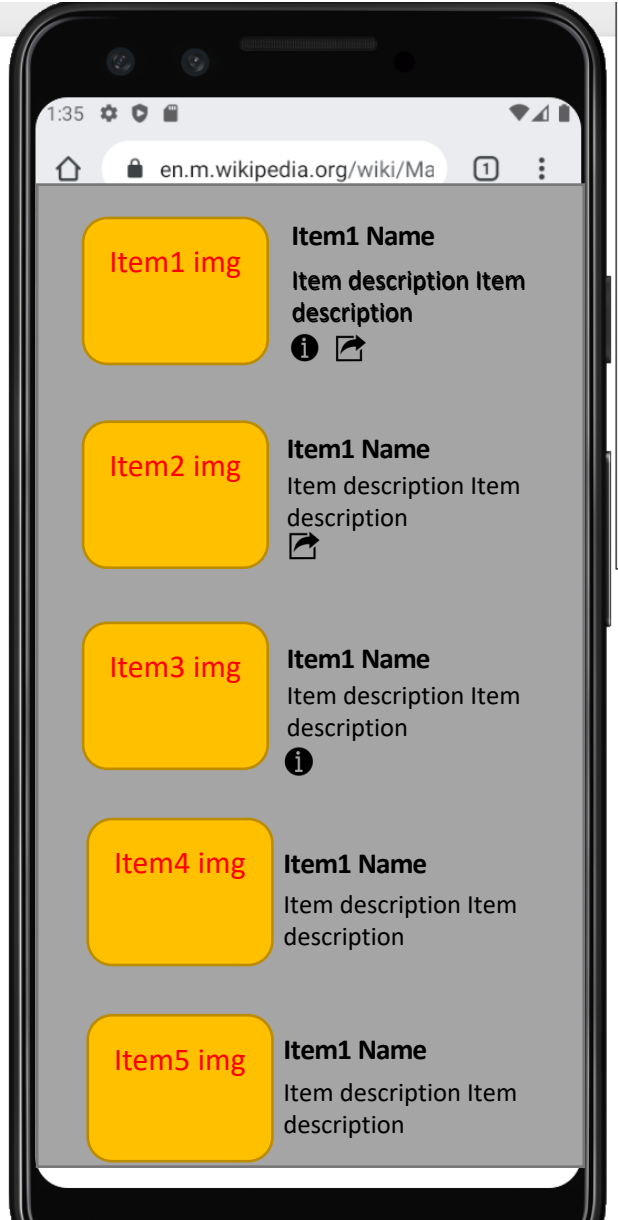 1:35
en.m.wikipedia.org/wiki/Ma
1
Item1 img
Item1 Name
Item description Item
description
Item2 img
Item1 Name
Item description Item
description
Item3 img
Item1 Name
Item description Item
description
Item4 img
Item1 Name
Item description Item
description
Item5 img
Item1 Name
Item description Item
description